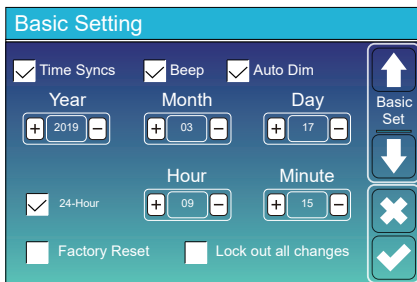 Basic Setting
Time Syncs Beep Auto Dim
Year Month Day
+ 2019 − + 03 − + 17 −
Basic
Set
Hour Minute
24-Hour + 09 − + 15 −
Factory Reset Lock out all changes